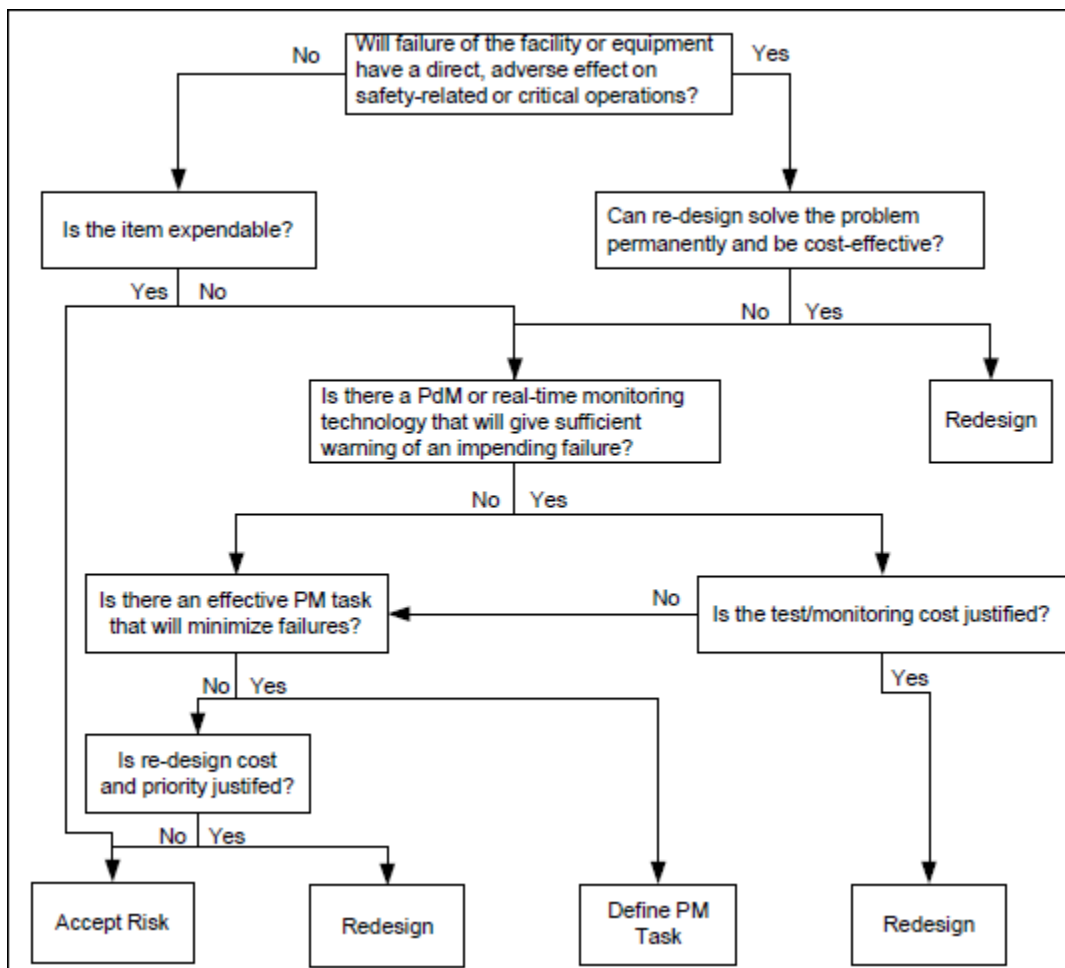 Will failure of the facility or equipment
have a direct, adverse effect on
safety-related or critical operations?
No
Yes
Is the item expendable?
Can re-design solve the problem
permanently and be cost-effective?
Yes
No
No
Yes
Is there a PdM or real-time monitoring
technology that will give sufficient
warning of an impending failure?
Redesign
No
Yes
Is there an effective PM task
that will minimize failures?
No
Is the test/monitoring cost justified?
No
Yes
Yes
Is re-design cost
and priority justifed?
No
Yes
Accept Risk
Redesign
Define PM
Task
Redesign